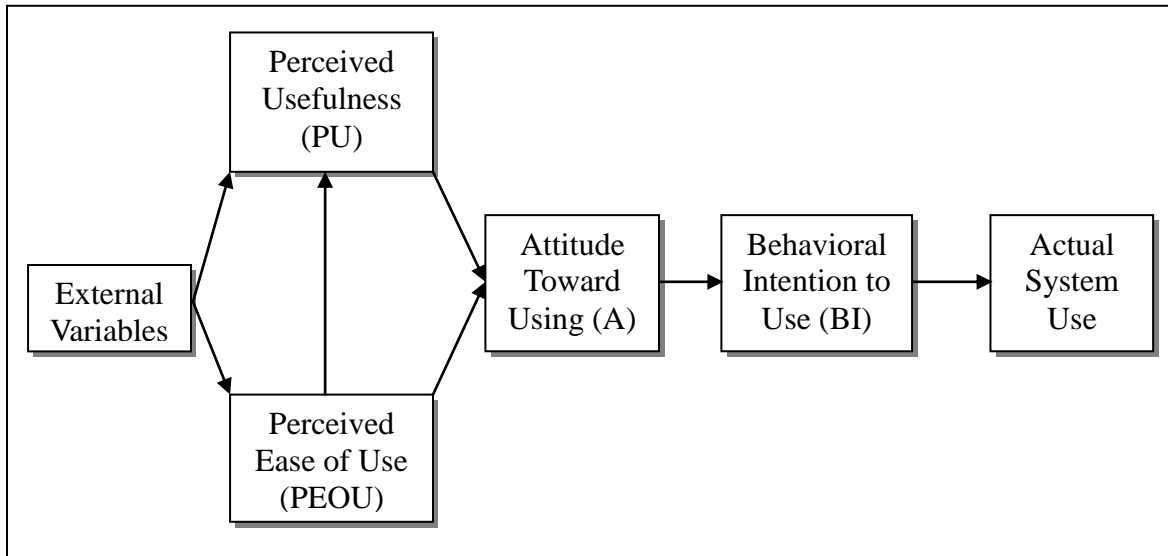 Perceived
Usefulness
(PU)
External
Variables
Perceived
Ease of Use
(PEOU)
Attitude
Toward
Using (A)
Behavioral
Intention to
Use (BI)
Actual
System
Use